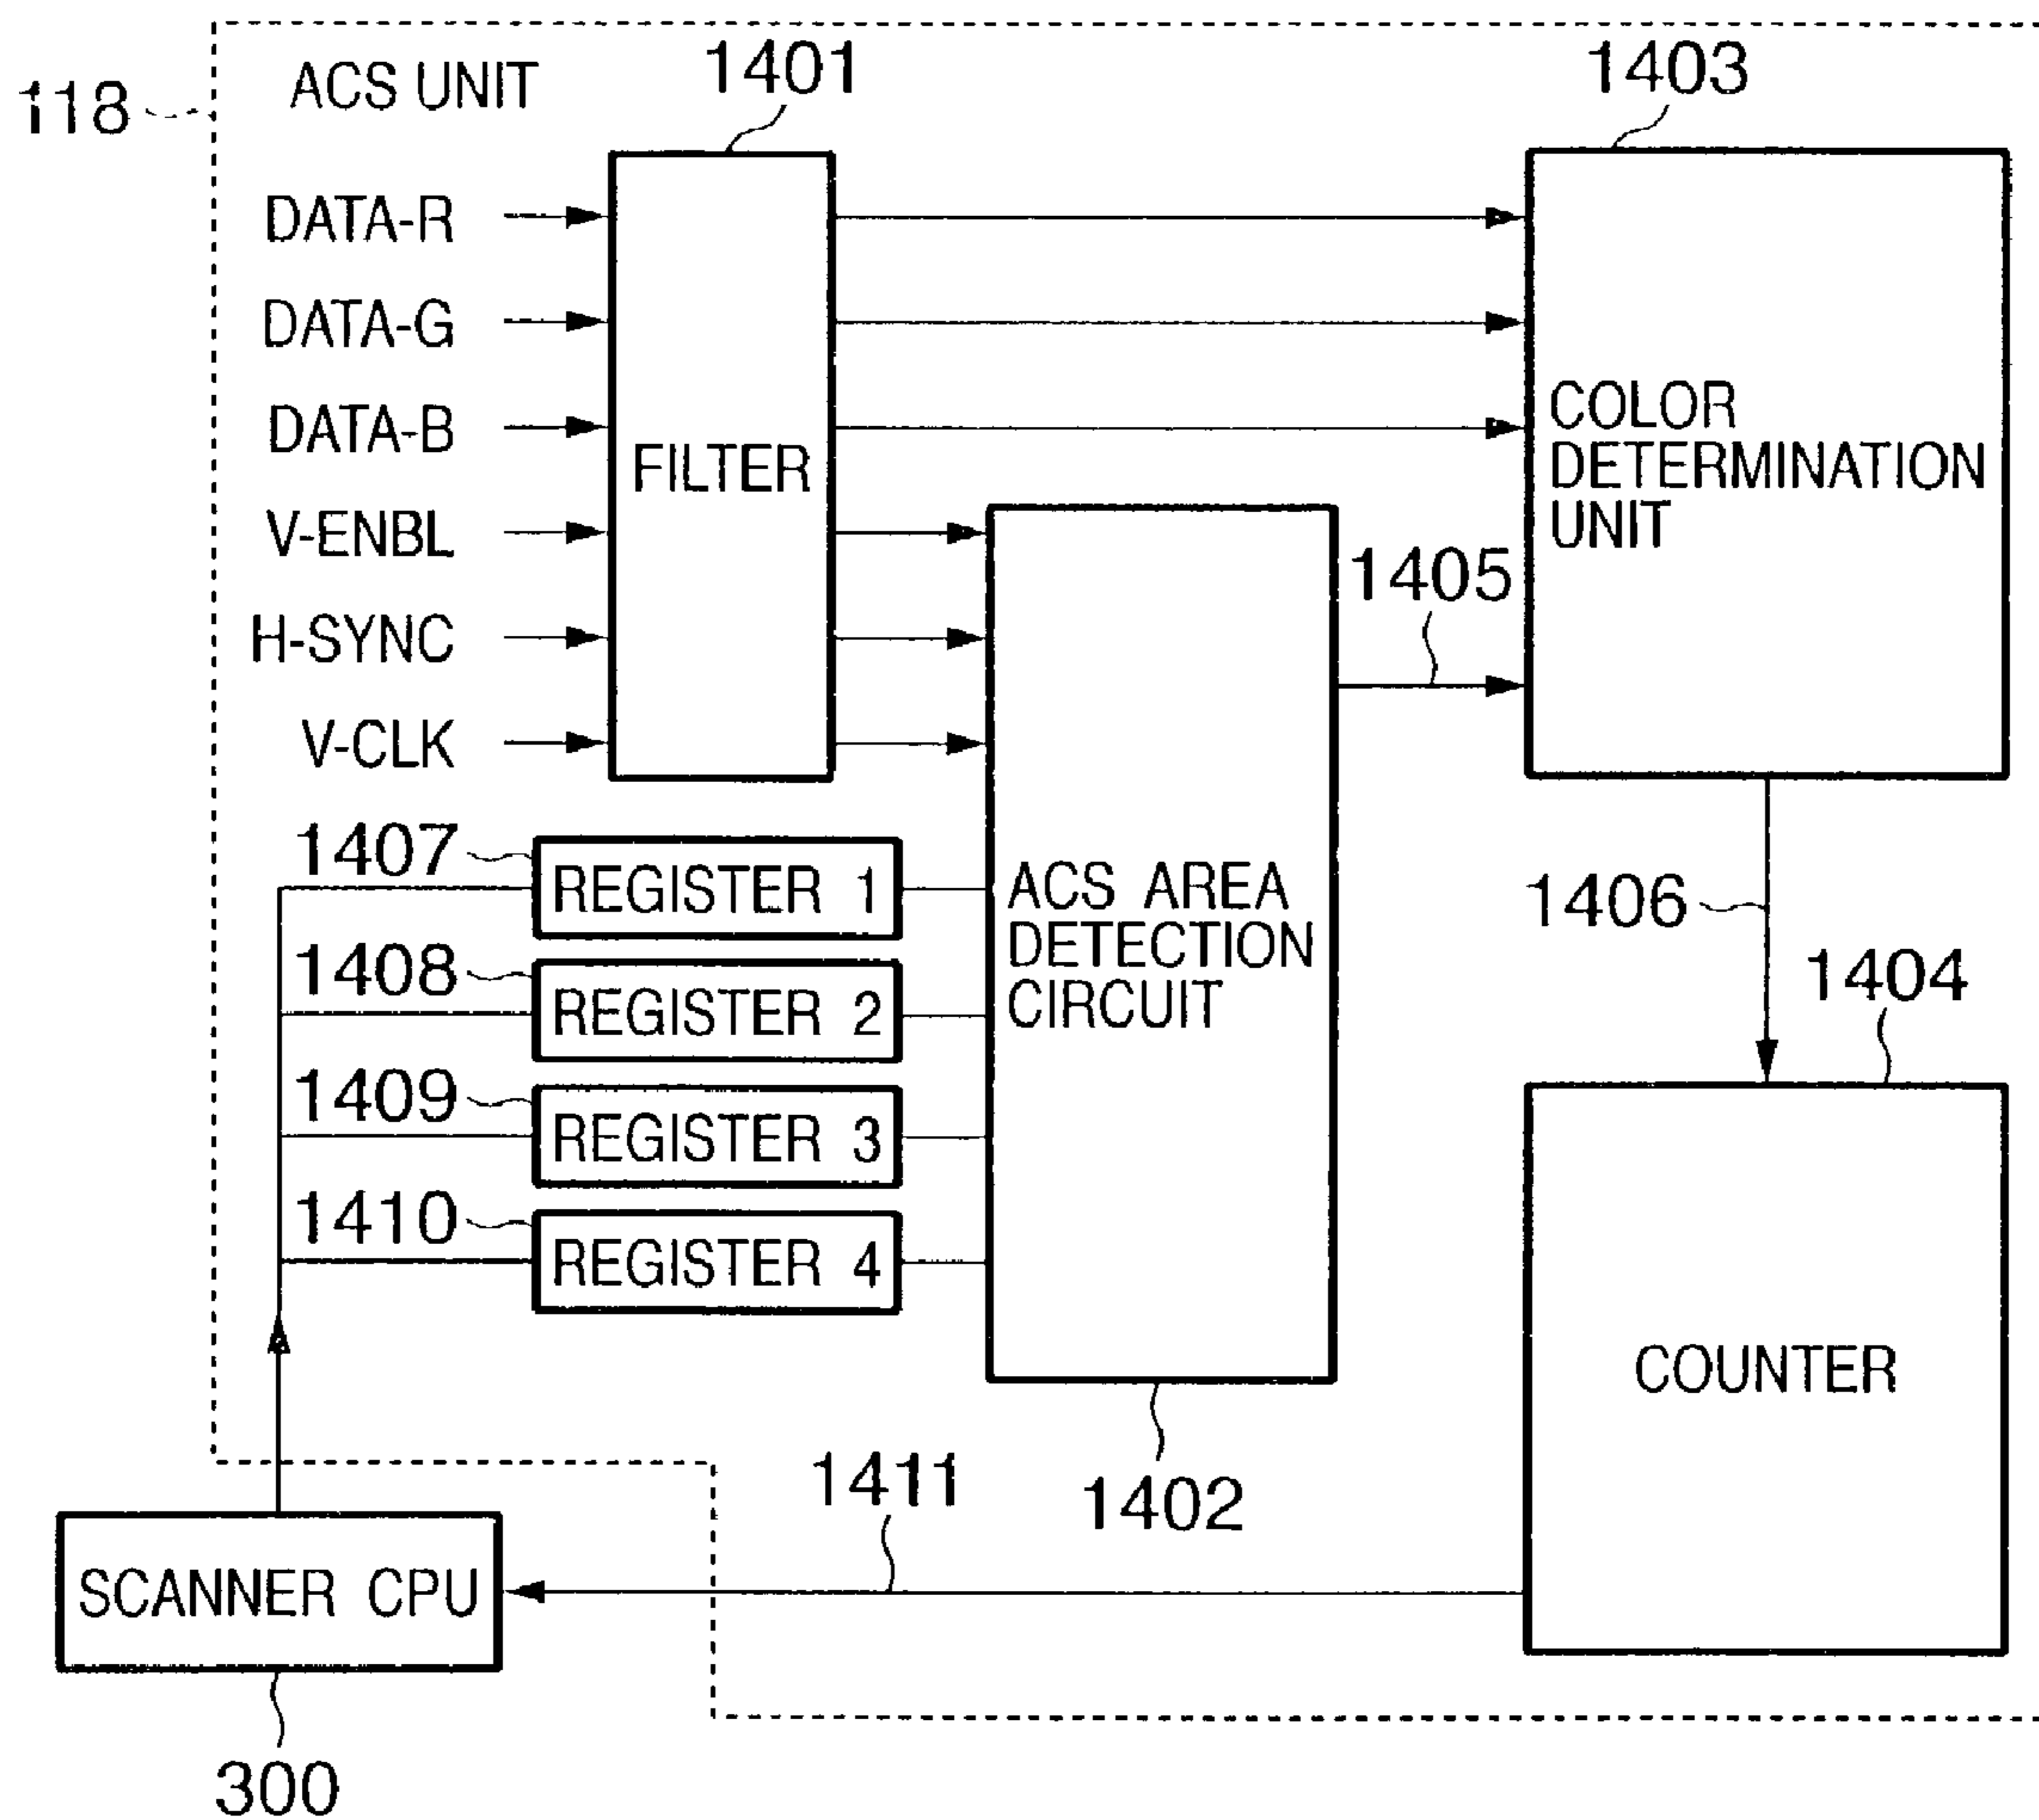 118
ACS UNIT
1401
1403
DATA-R
DATA-G
DATA-B
V-ENBL
H-SYNC
V-CLK
FILTER
COLOR
DETERMINATION
UNIT
1405
1407
REGISTER 1
1408
REGISTER 2
1409
REGISTER 3
1410
REGISTER 4
ACS AREA
DETECTION
CIRCUIT
1406
1404
COUNTER
1402
1411
SCANNER CPU
300